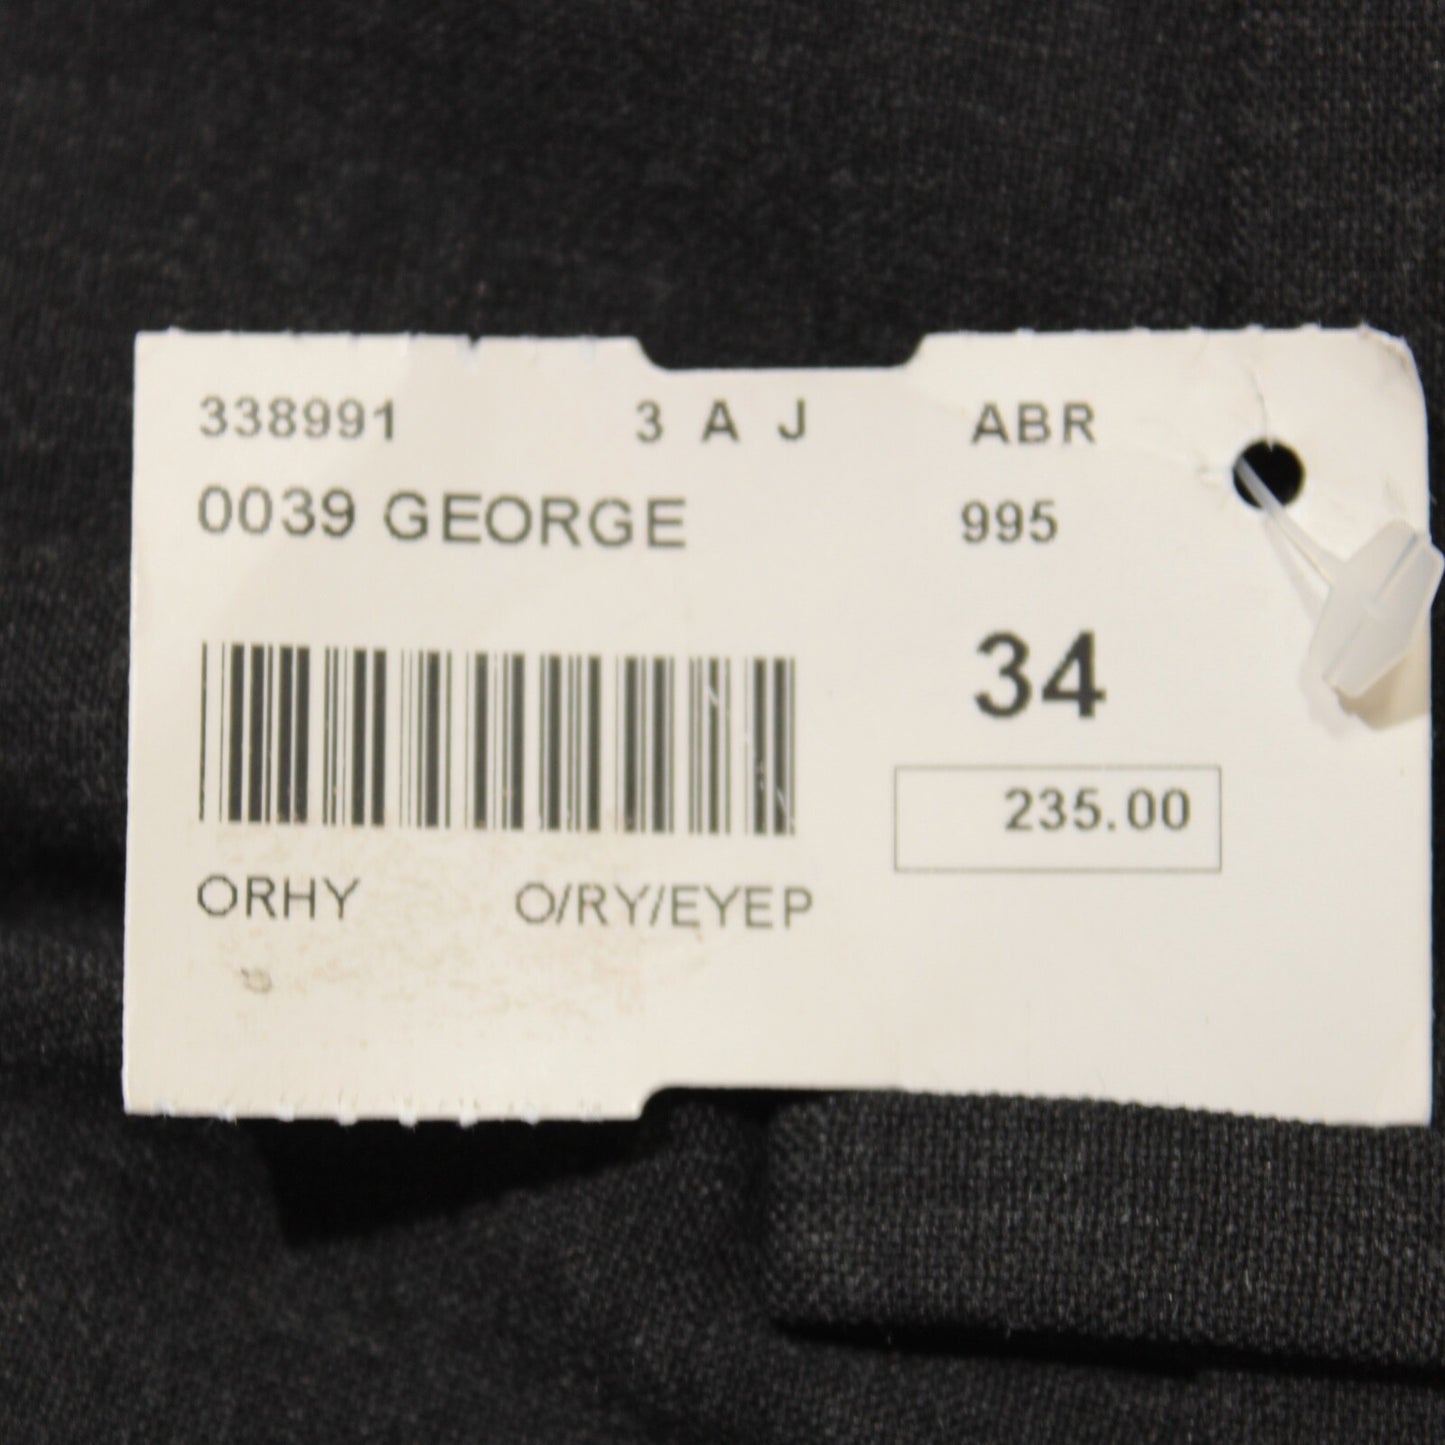 338991 3 A J ABR
0039 GEORGE 995
34
235.00
ORHY O/RY/EYEP